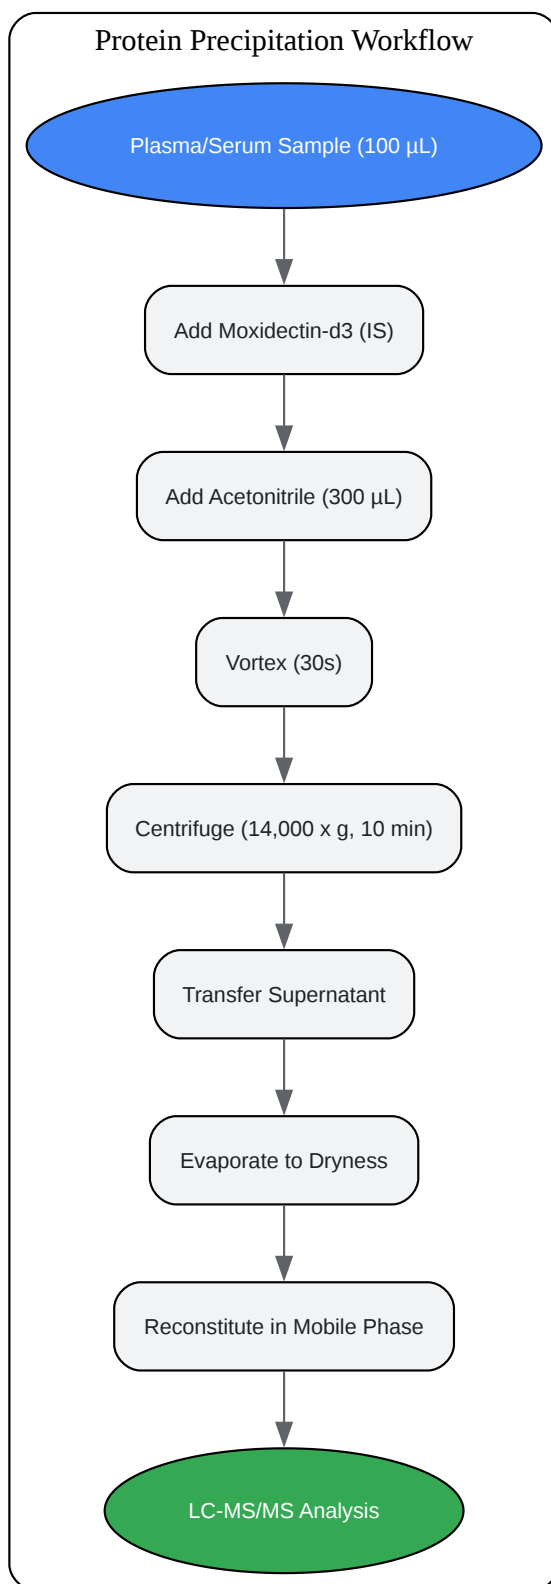 Protein Precipitation Workflow
Plasma/Serum Sample (100 µL)
Add Moxidectin-d3 (IS)
Add Acetonitrile (300 µL)
Vortex (30s)
Centrifuge (14,000 x g, 10 min)
Transfer Supernatant
Evaporate to Dryness
Reconstitute in Mobile Phase
LC-MS/MS Analysis